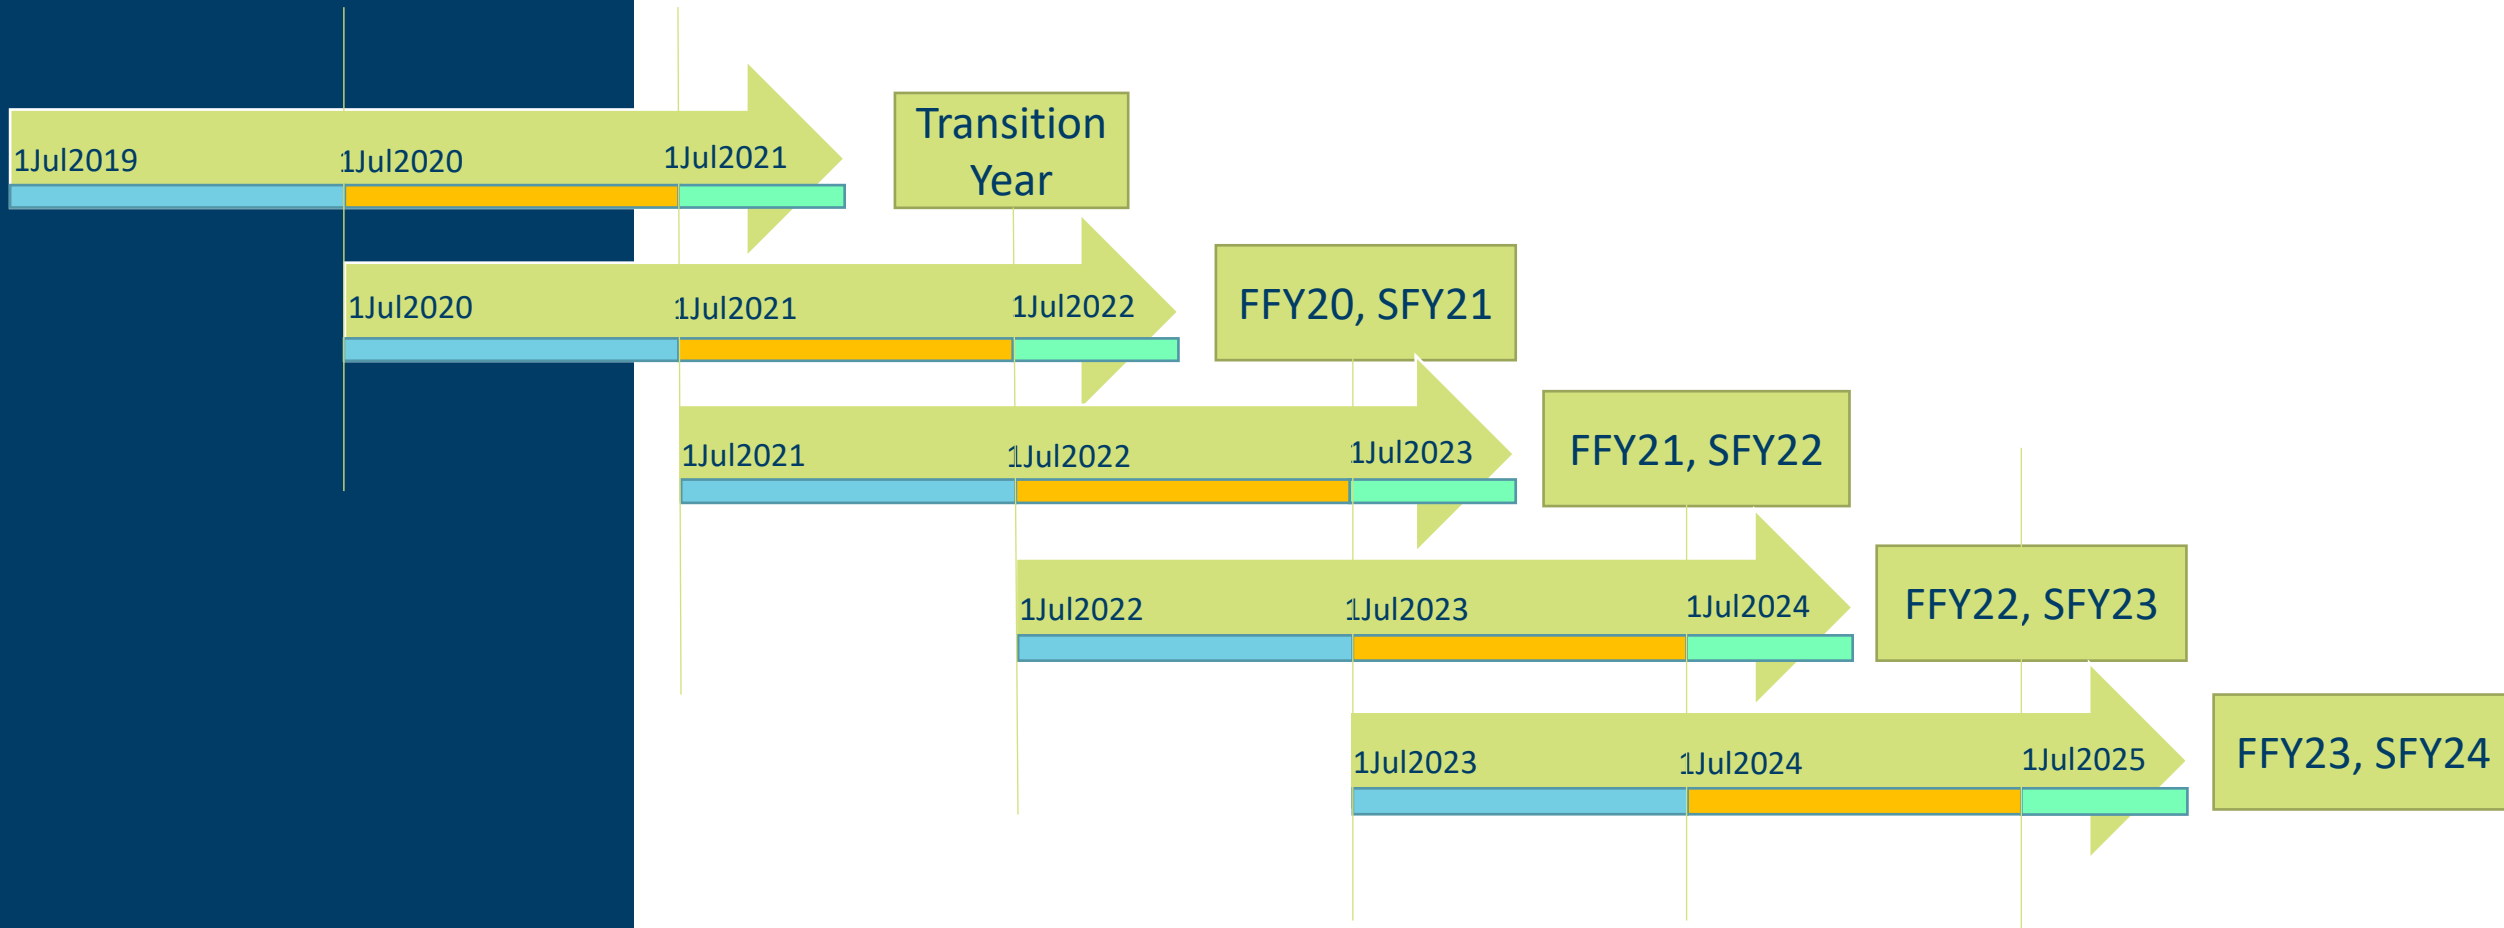 1Jul2019
1Jul2020
1Jul2021
Transition
Year
1Jul2020
1Jul2021
1Jul2022
FFY20, SFY21
1Jul2021
1Jul2022
1Jul2023
FFY21, SFY22
1Jul2022
1Jul2023
1Jul2024
FFY22, SFY23
1Jul2023
1Jul2024
1Jul2025
FFY23, SFY24